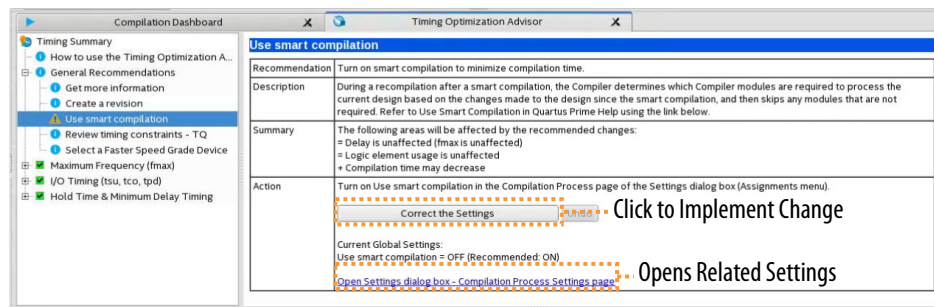 Compilation Dashboard
Timing Optimization Advisor
Timing Summary
How to use the Timing Optimization A...
General Recommendations
Get more information
Create a revision
Use smart compilation
Review timing constraints - TQ
Select a Faster Speed Grade Device
Maximum Frequency (fmax)
I/O Timing (tsu, tco, tpd)
Hold Time & Minimum Delay Timing
Use smart compilation
Recommendation Turn on smart compilation to minimize compilation time.
Description During a recompilation after a smart compilation, the Compiler determines which Compiler modules are required to process the
current design based on the changes made to the design since the smart compilation, and then skips any modules that are not
required. Refer to Use Smart Compilation in Quartus Prime Help using the link below.
Summary The following areas will be affected by the recommended changes:
= Delay is unaffected (fmax is unaffected)
= Logic element usage is unaffected
+ Compilation time may decrease
Action Turn on Use smart compilation in the Compilation Process page of the Settings dialog box (Assignments menu).
Correct the Settings Undo Click to Implement Change
Current Global Settings:
Use smart compilation = OFF (Recommended: ON)
Open Settings dialog box - Compilation Process Settings page Opens Related Settings